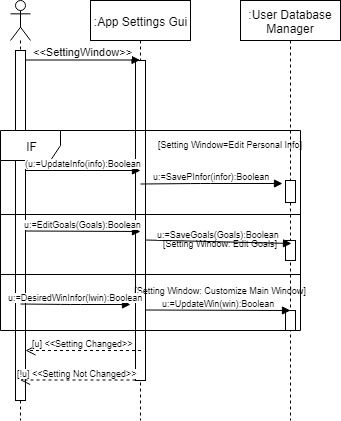 :App Settings Gui
:User Database
Manager
<<SettingWindow>>
IF
[Setting Window=Edit Personal Info]
(u:=UpdateInfo(info):Boolean
u:=SavePInfor(infor):Boolean
u:=EditGoals(Goals):Boolean
u:=SaveGoals(Goals):Boolean
[Setting Window: Edit Goals]
[Setting Window: Customize Main Window]
u:=DesiredWinInfor(Iwin):Boolean
u:=UpdateWin(win):Boolean
[u] <<Setting Changed>>
[!u] <<Setting Not Changed>>